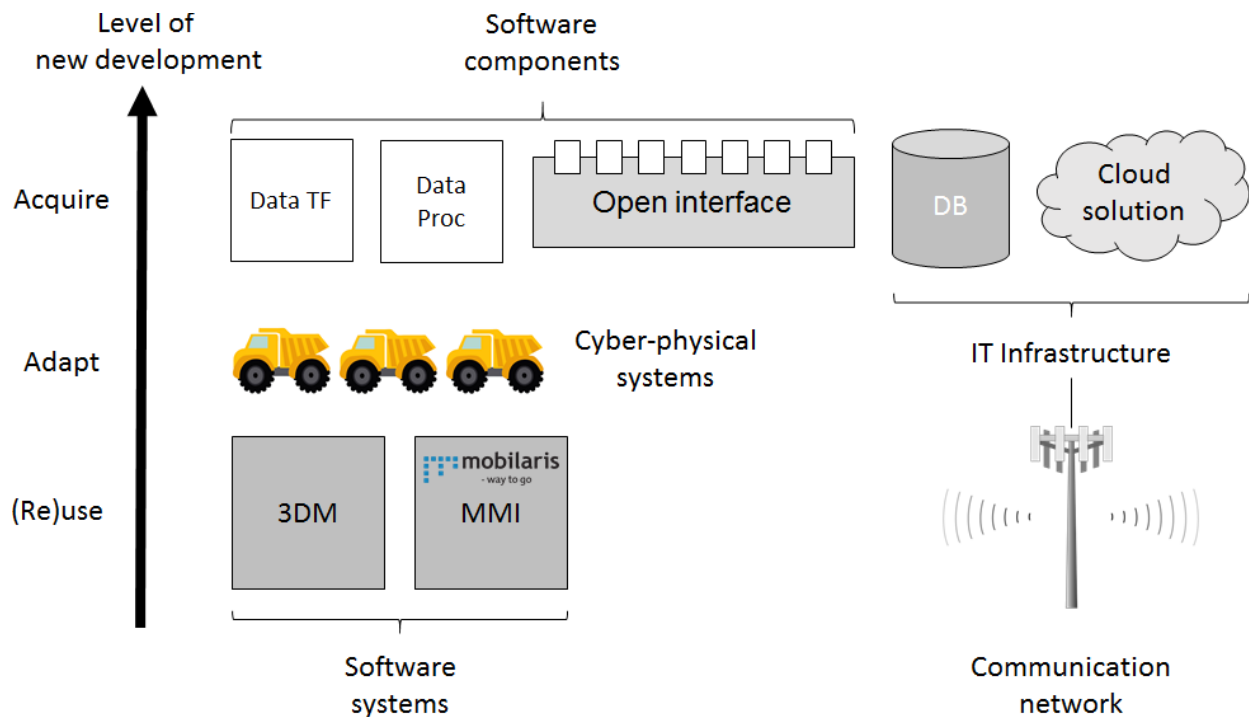 Level of
new development
Software
components
Acquire
Data TF
Data
Proc
Open interface
DB
Cloud
solution
Adapt
Cyber-physical
systems
IT Infrastructure
(Re)use
3DM
mobilaris
- way to go
MMI
Software
systems
Communication
network